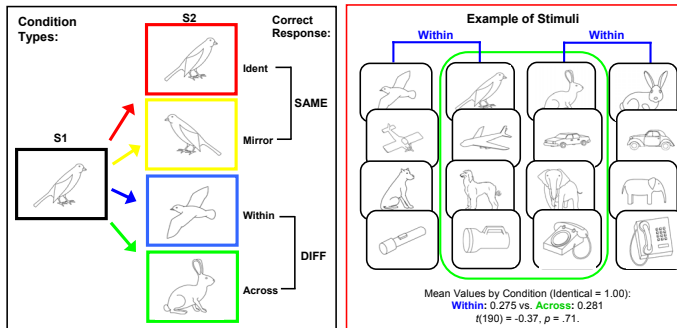 Condition
Types:
S2
Correct
Response:
S1
Ident
SAME
Mirror
Within
DIFF
Across
Example of Stimuli
Within
Within
Mean Values by Condition (Identical = 1.00):
Within: 0.275 vs. Across: 0.281
t(190) = -0.37, p = .71.